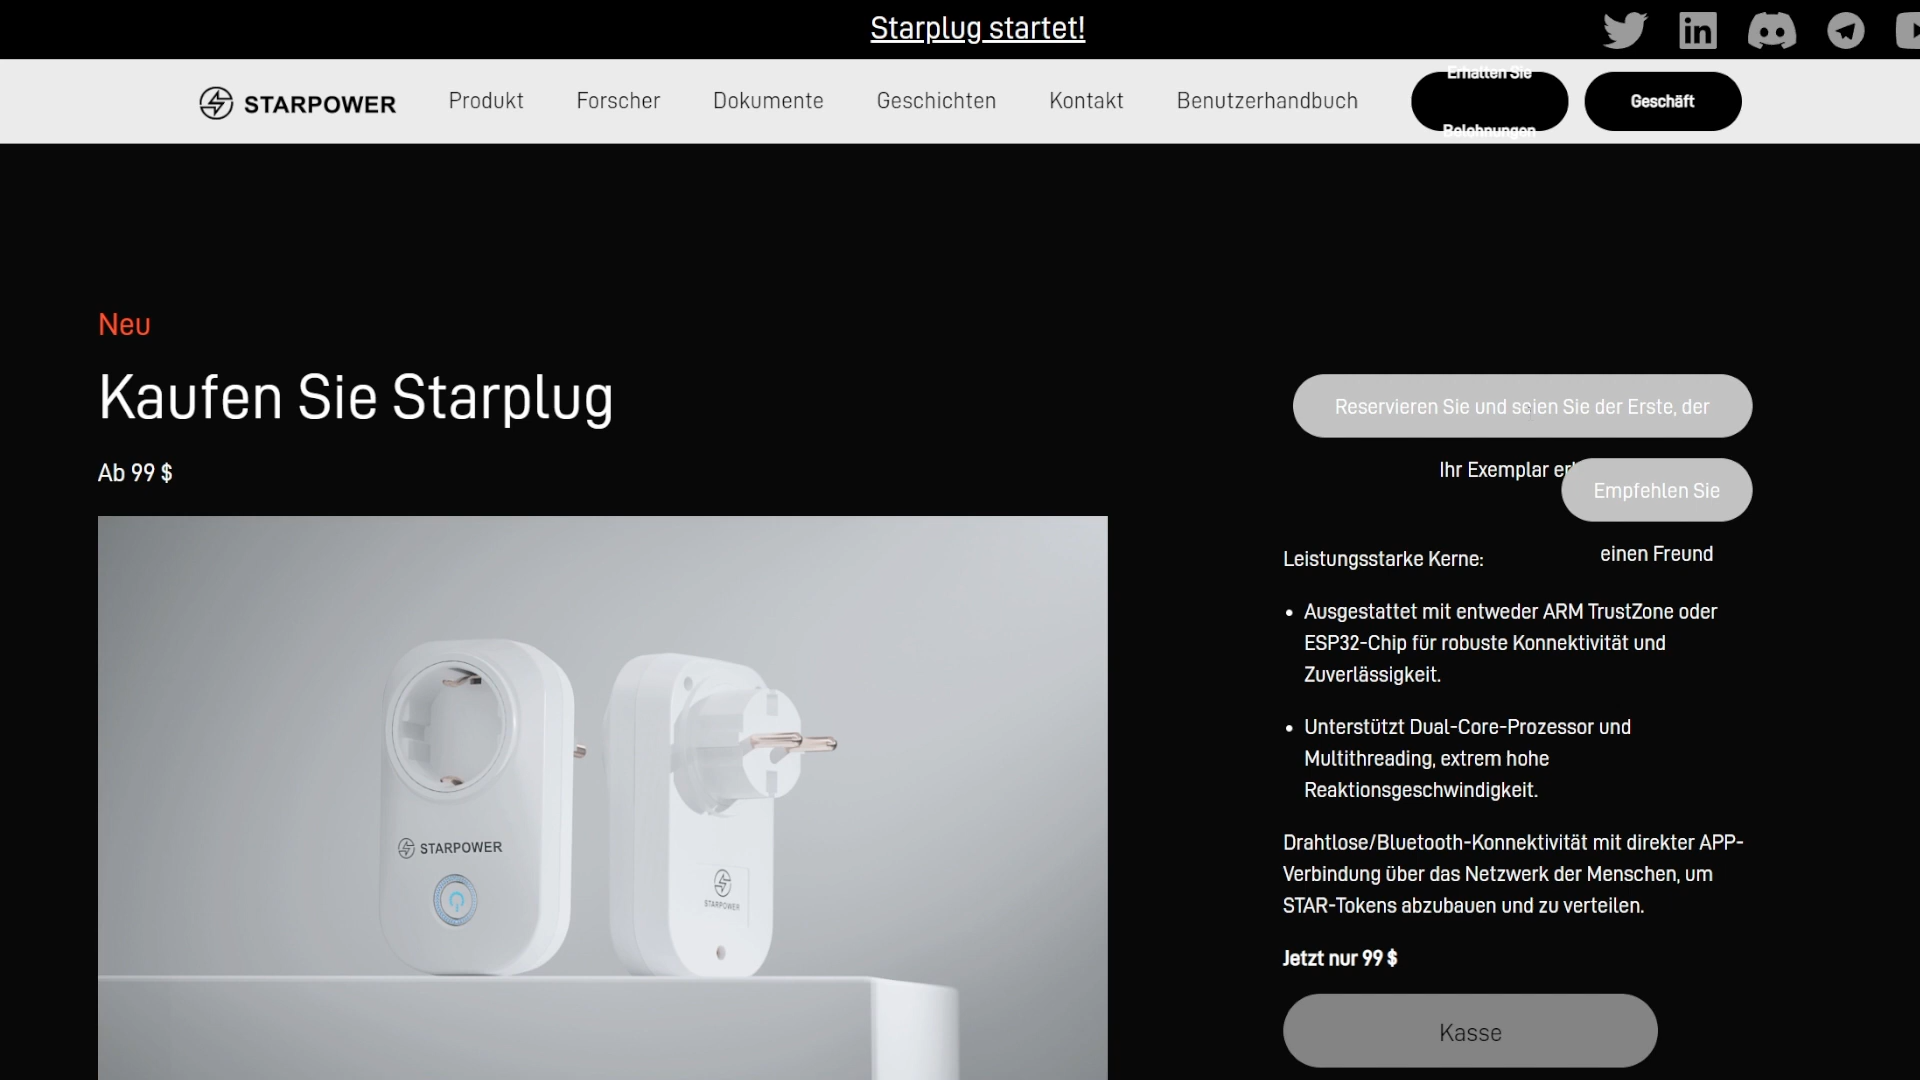 Starplug startet!
STARPOWER
Produkt
Forscher
Dokumente
Geschichten
Kontakt
Benutzerhandbuch
Erhalten Sie
Belohnungen
Geschäft
Neu
Kaufen Sie Starplug
Ab 99 $
STARPOWER
STARPOWER
Reservieren Sie und seien Sie der Erste, der
Ihr Exemplar
Empfehlen Sie
einen Freund
Leistungsstarke Kerne:
• Ausgestattet mit entweder ARM TrustZone oder
ESP32-Chip für robuste Konnektivität und
Zuverlässigkeit.
• Unterstützt Dual-Core-Prozessor und
Multithreading, extrem hohe
Reaktionsgeschwindigkeit.
Drahtlose/Bluetooth-Konnektivität mit direkter APP-
Verbindung über das Netzwerk der Menschen, um
STAR-Tokens abzubauen und zu verteilen.
Jetzt nur 99 $
Kasse